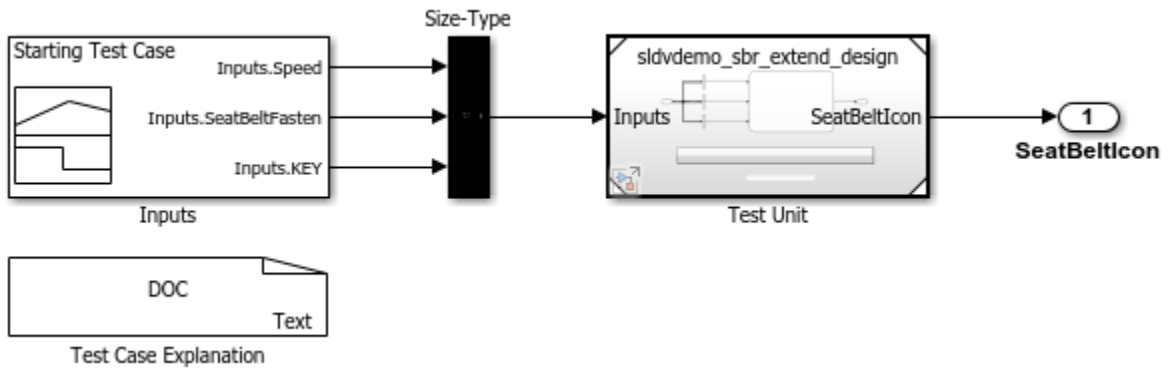 Size-Type
Starting Test Case
Inputs.Speed
Inputs.SeatBeltFasten
Inputs.KEY
Inputs
sldvdemo_sbr_extend_design
Inputs
SeatBeltIcon
Test Unit
1
SeatBeltIcon
DOC
Text
Test Case Explanation